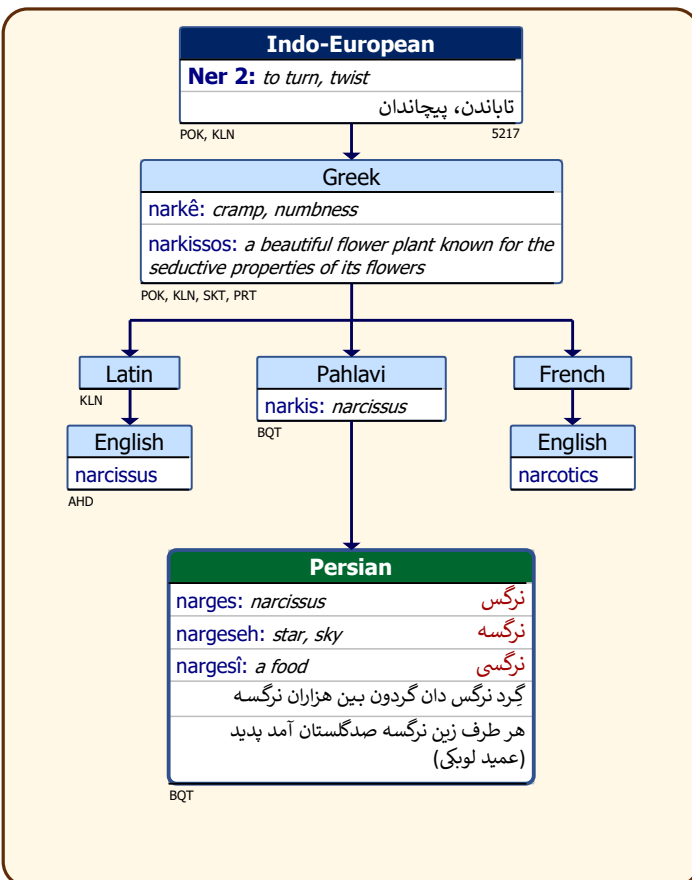 Indo-European
Ner 2: to turn, twist
تاباندن، پیچاندان
POK, KLN 5217
Greek
narkê: cramp, numbness
narkissos: a beautiful flower plant known for the
seductive properties of its flowers
POK, KLN, SKT, PRT
Latin
KLN
English
narcissus
AHD
Pahlavi
narkis: narcissus
BQT
French
English
narcotics
Persian
narges: narcissus نرگس
nargeseh: star, sky نرگسه
nargesî: a food نرگسی
گِرد نرگس دان گردون بین هزاران نرگسه
هر طرف زین نرگسه صدگلستان آمد پدید
(عمید لوبکی)
BQT